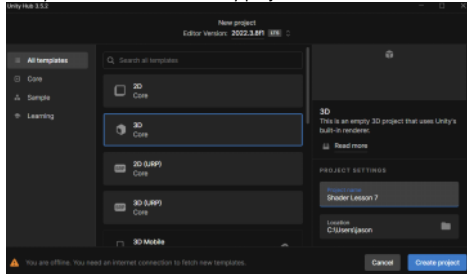 Unity Hub 3.5.2
New project
Editor Version: 2022.3.8f1 LTS
All templates
Core
Sample
Learning
Search all templates
2D
Core
3D
Core
2D (URP)
Core
3D (URP)
Core
3D Mobile
3D
This is an empty 3D project that uses Unity's
built-in renderer.
Read more
PROJECT SETTINGS
Project name
Shader Lesson 7
Location
C:\Users\jason
You are offline. You need an internet connection to fetch new templates.
Cancel
Create project